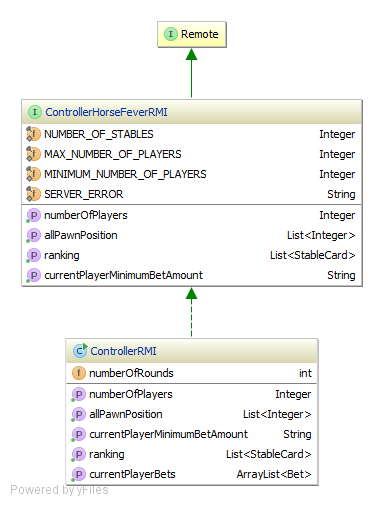 I Remote
I ControllerHorseFeverRMI
f NUMBER_OF_STABLES Integer
f MAX_NUMBER_OF_PLAYERS Integer
f MINIMUM_NUMBER_OF_PLAYERS Integer
f SERVER_ERROR String
p numberOfPlayers Integer
p allPawnPosition List<Integer>
p ranking List<StableCard>
p currentPlayerMinimumBetAmount String
C ControllerRMI
f numberOfRounds int
p numberOfPlayers Integer
p allPawnPosition List<Integer>
p currentPlayerMinimumBetAmount String
p ranking List<StableCard>
p currentPlayerBets ArrayList<Bet>
Powered by yFiles